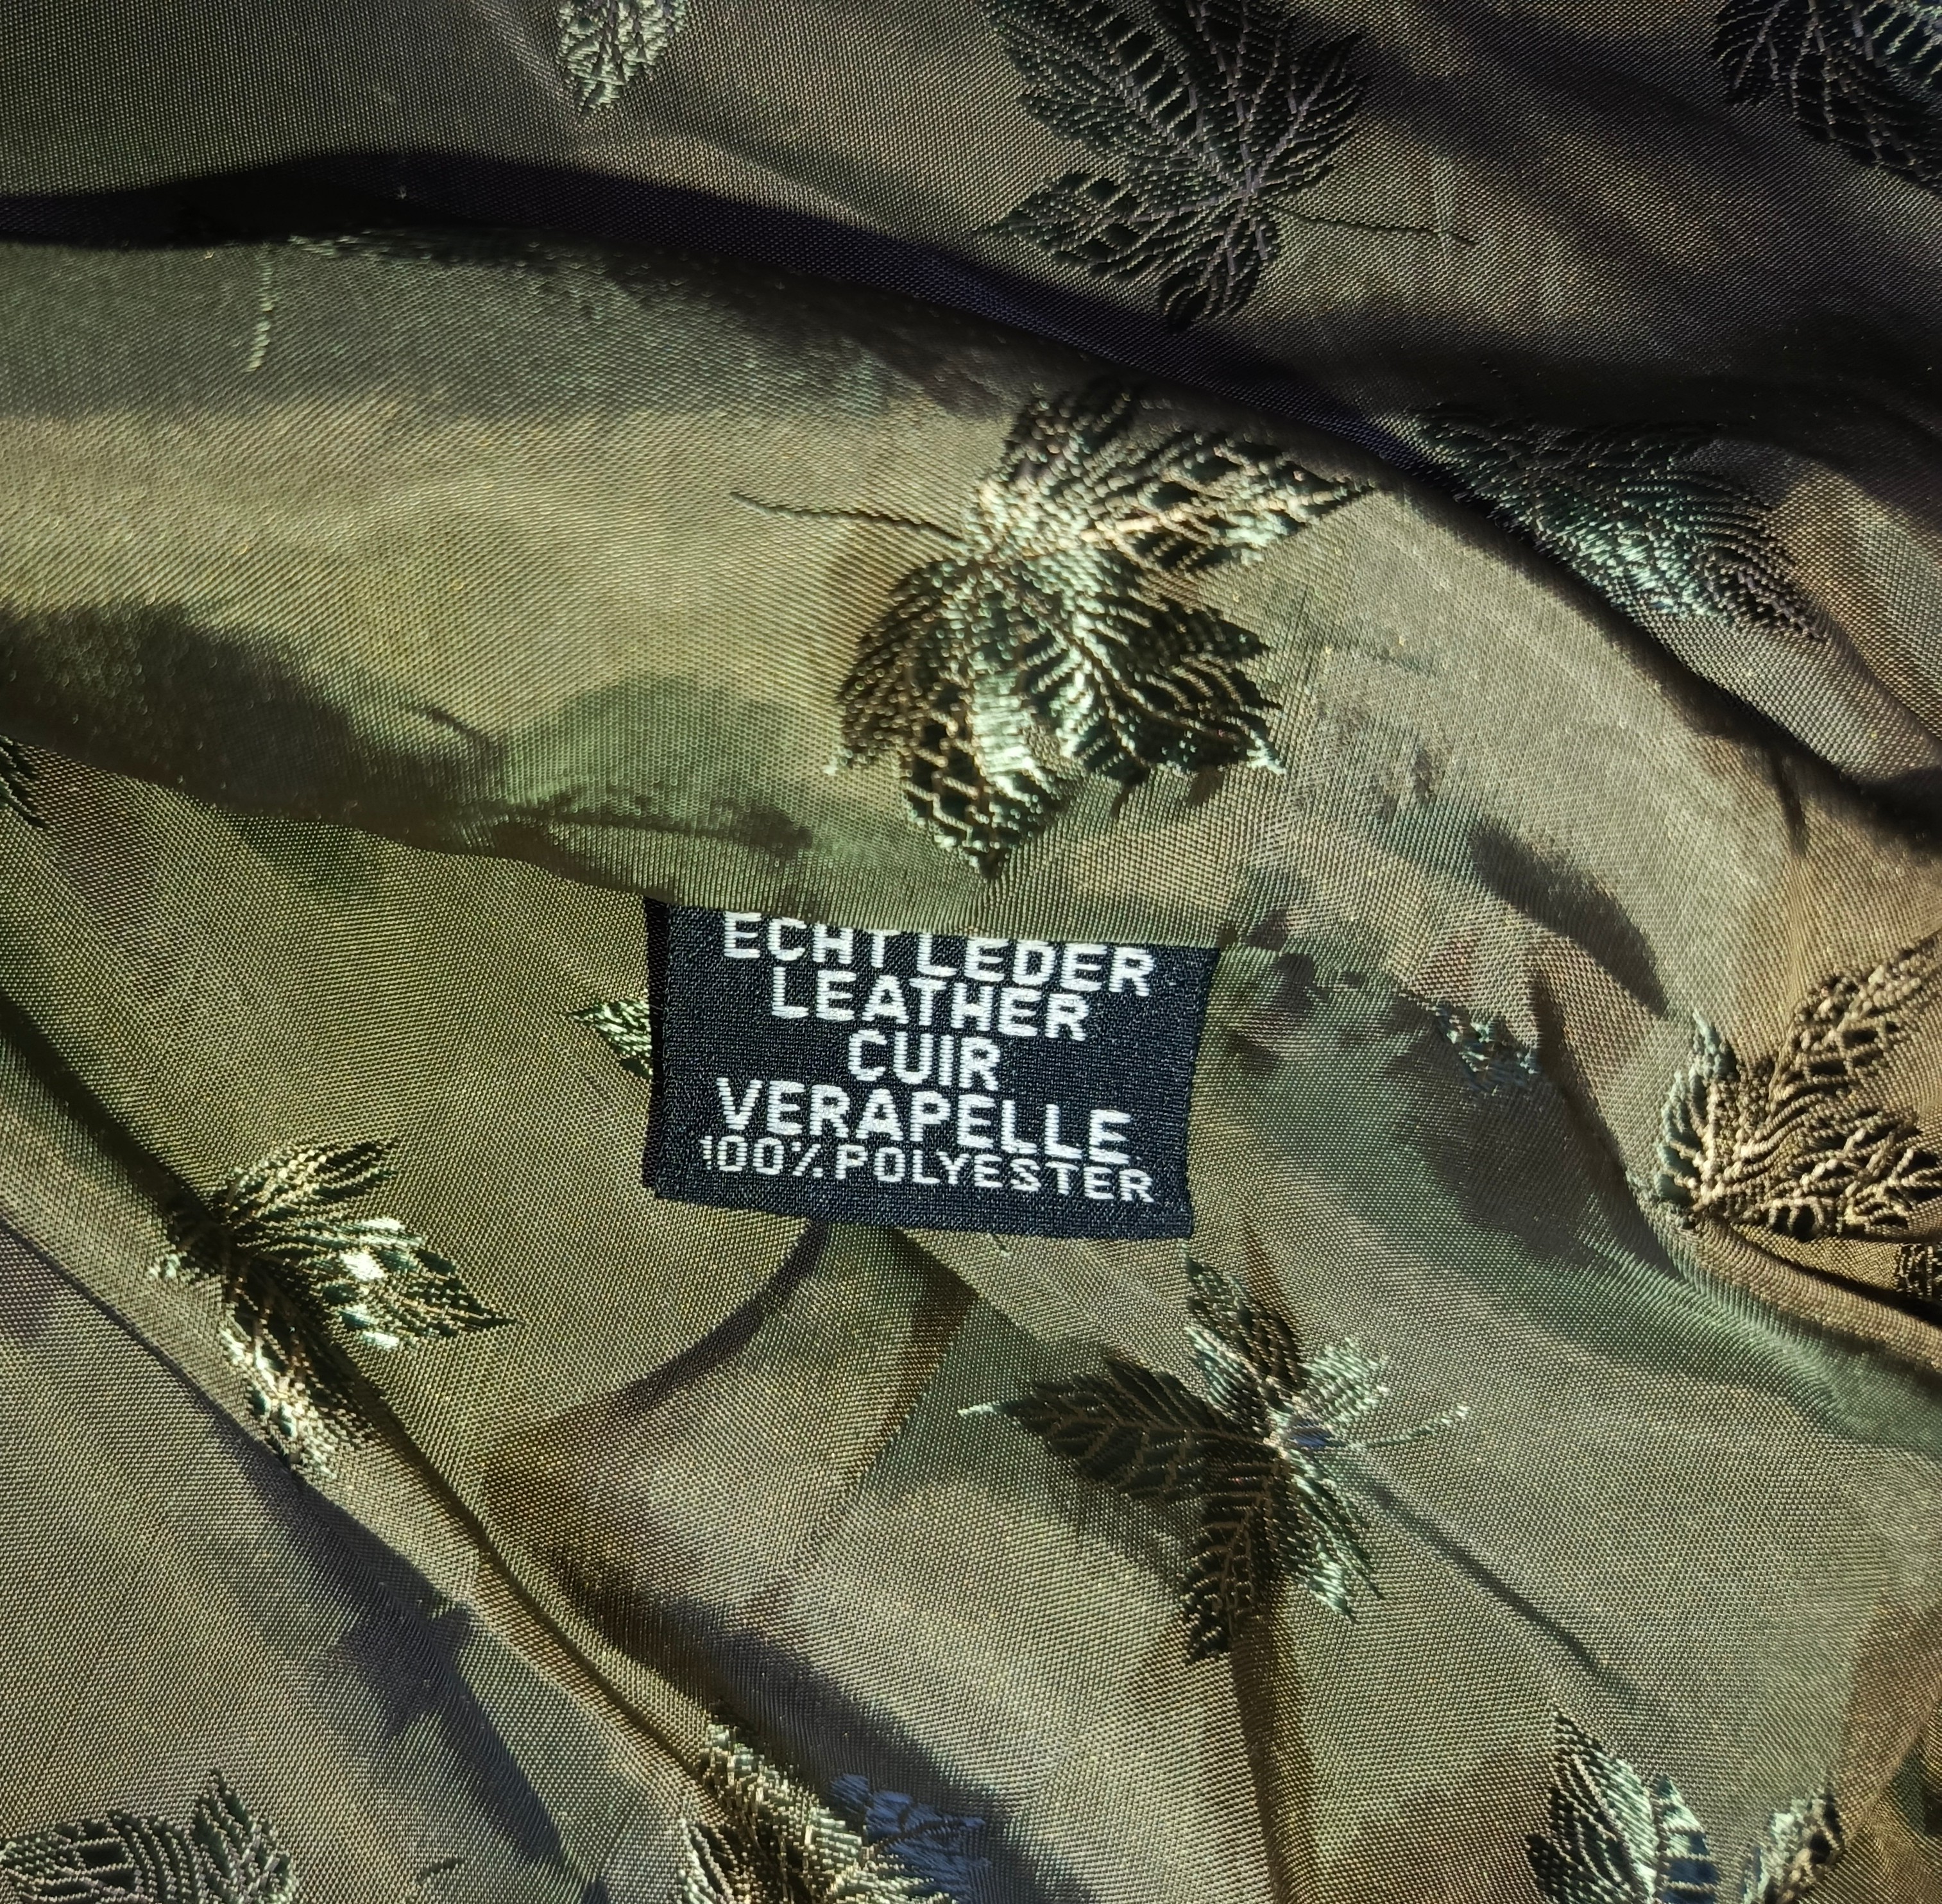 ECHT LEDER
LEATHER
CUIR
VERAPELLE
100% POLYESTER